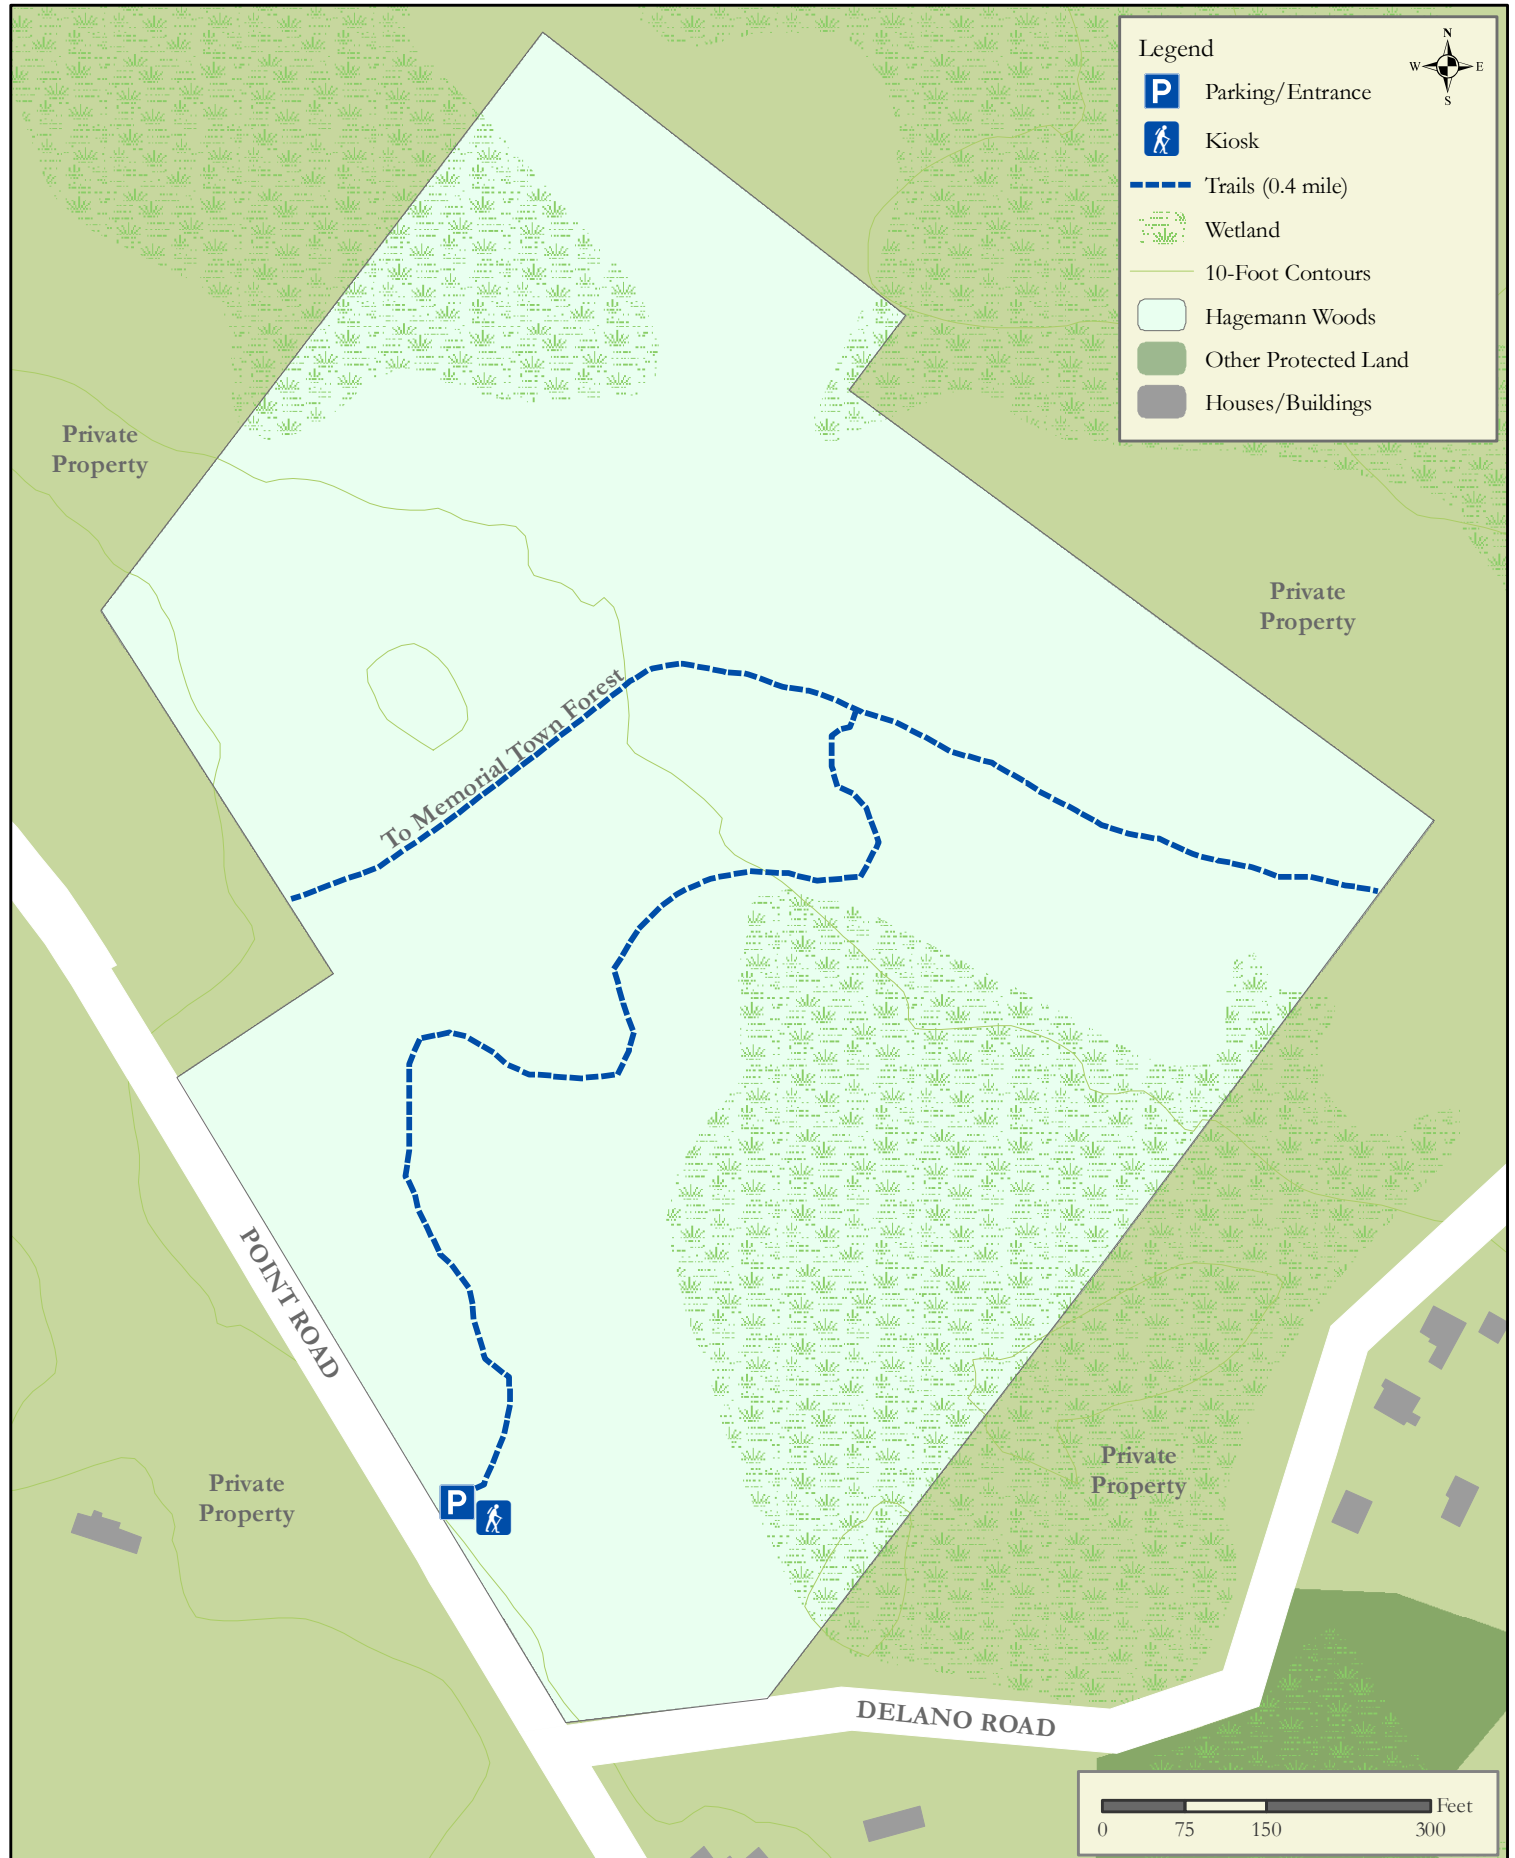 Legend
N
W E
S
P Parking/Entrance
Kiosk
Trails (0.4 mile)
Wetland
10-Foot Contours
Hagemann Woods
Other Protected Land
Houses/Buildings
Private
Property
Private
Property
To Memorial Town Forest
POINT ROAD
Private
Property
Private
Property
P
DELANO ROAD
Feet
0 75 150 300